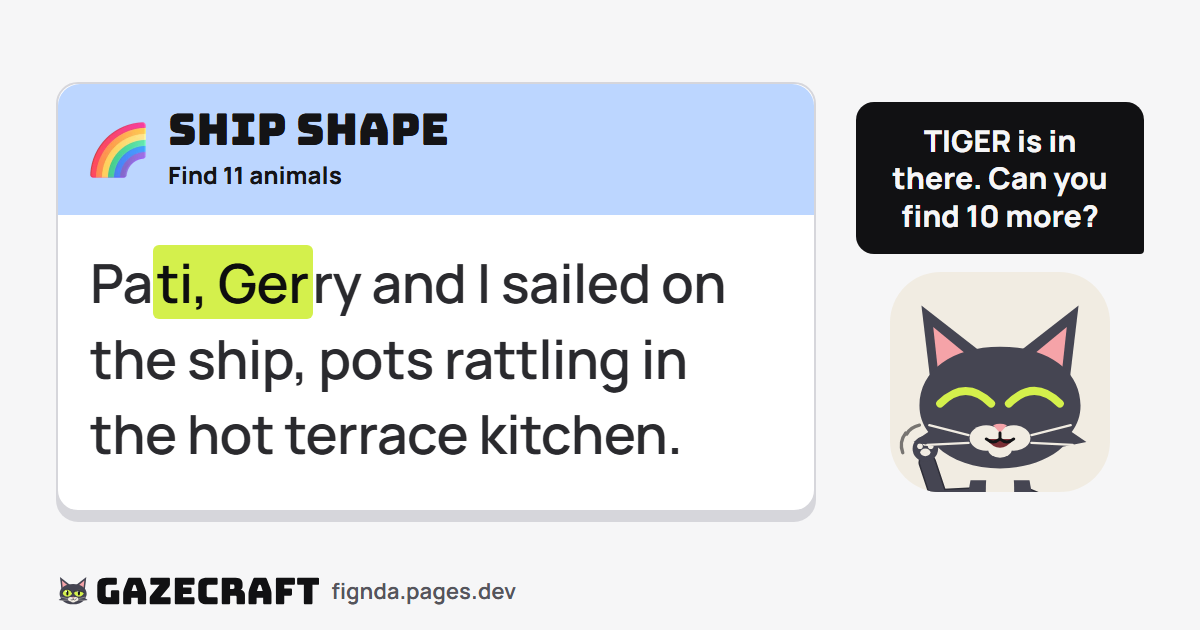 SHIP SHAPE
Find 11 animals
Pati, Gerry and I sailed on
the ship, pots rattling in
the hot terrace kitchen.
TIGER is in
there. Can you
find 10 more?
GAZECRAFT fignda.pages.dev